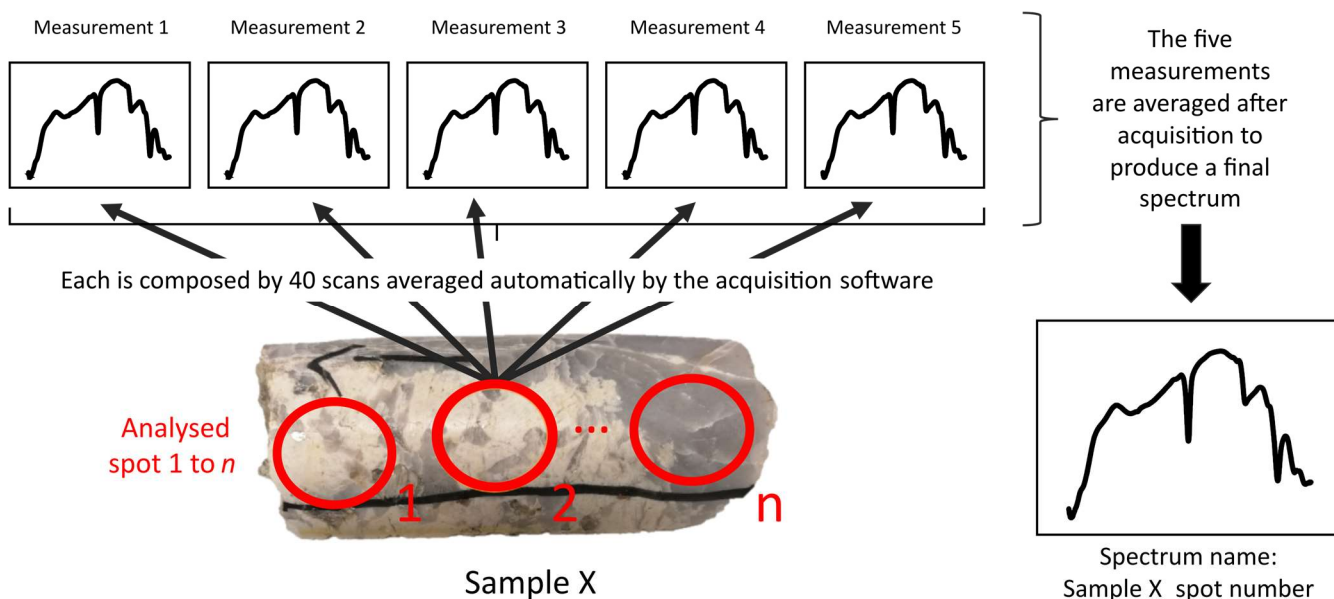 Measurement 1
Measurement 2
Measurement 3
Measurement 4
Measurement 5
The five
measurements
are averaged after
acquisition to
produce a final
spectrum
Each is composed by 40 scans averaged automatically by the acquisition software
Analysed
spot 1 to n
...
1
2
n
Sample X
Spectrum name:
Sample X_spot number